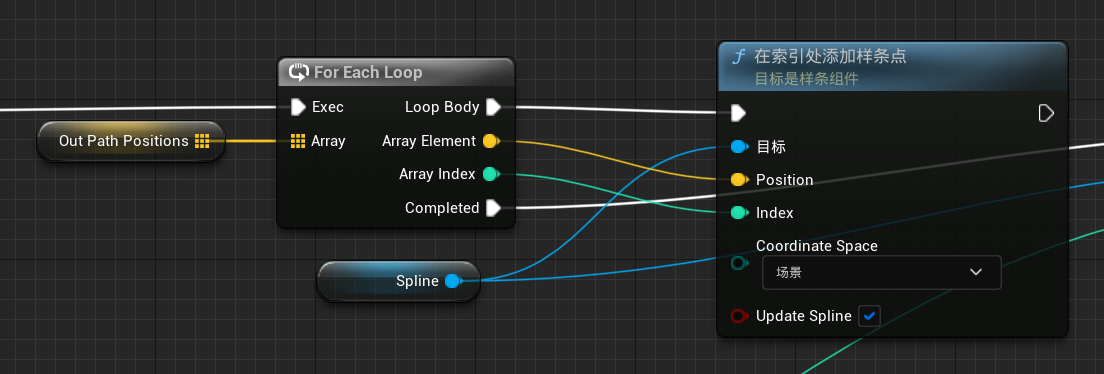 For Each Loop
Exec
Loop Body
Out Path Positions
Array
Array Element
Array Index
Completed
Spline
在索引处添加样条点
目标是样条组件
目标
Position
Index
Coordinate Space
场景
Update Spline